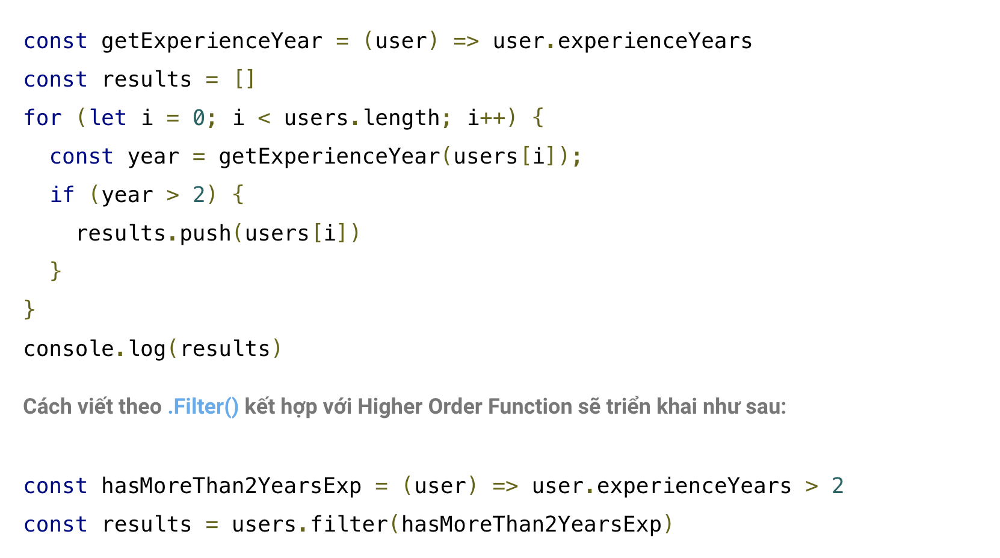 const getExperienceYear = (user) => user.experienceYears
const results = []
for (let i = 0; i < users.length; i++) {
  const year = getExperienceYear(users[i]);
  if (year > 2) {
    results.push(users[i])
  }
}
console.log(results)
Cách viết theo .Filter() kết hợp với Higher Order Function sẽ triển khai như sau:
const hasMoreThan2YearsExp = (user) => user.experienceYears > 2
const results = users.filter(hasMoreThan2YearsExp)